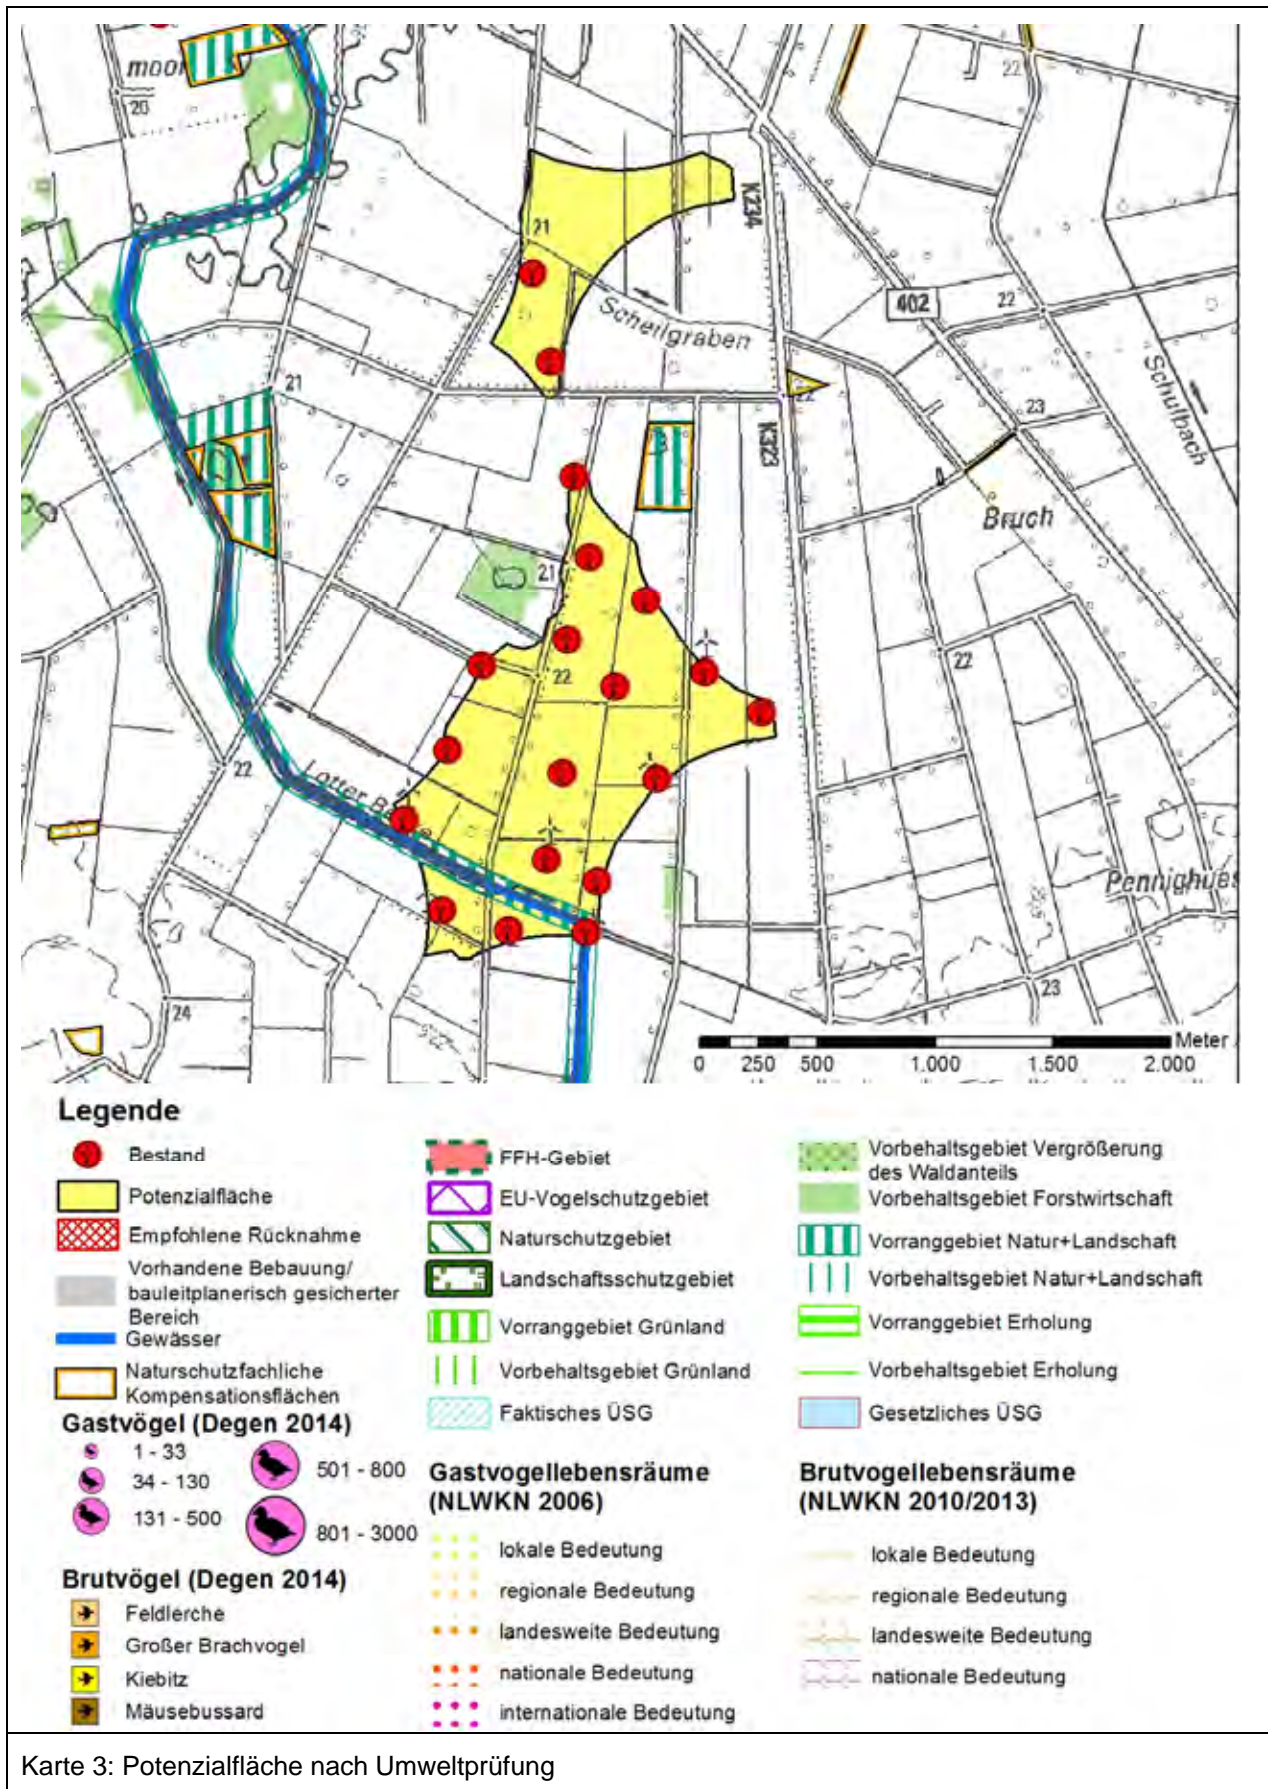 moor
20
22
21
K234
402
22
Schellgraben
21
22
23
Schulbach
K323
Bruch
21
22
22
22
Lotter Be
Pennighues
24
23
Meter
0 250 500 1.000 1.500 2.000
Legende
Bestand
Potenzialfläche
Empfohlene Rücknahme
Vorhandene Bebauung/
bauleitplanerisch gesicherter
Bereich
Gewässer
Naturschutzfachliche
Kompensationsflächen
Gastvögel (Degen 2014)
1 - 33
34 - 130
131 - 500
501 - 800
801 - 3000
Brutvögel (Degen 2014)
Feldlerche
Großer Brachvogel
Kiebitz
Mäusebussard
FFH-Gebiet
EU-Vogelschutzgebiet
Naturschutzgebiet
Landschaftsschutzgebiet
Vorranggebiet Grünland
Vorbehaltsgebiet Grünland
Faktisches ÜSG
Gastvogellebensräume
(NLWKN 2006)
lokale Bedeutung
regionale Bedeutung
landesweite Bedeutung
nationale Bedeutung
internationale Bedeutung
Vorbehaltsgebiet Vergrößerung
des Waldanteils
Vorbehaltsgebiet Forstwirtschaft
Vorranggebiet Natur+Landschaft
Vorbehaltsgebiet Natur+Landschaft
Vorranggebiet Erholung
Vorbehaltsgebiet Erholung
Gesetzliches ÜSG
Brutvogellebensräume
(NLWKN 2010/2013)
lokale Bedeutung
regionale Bedeutung
landesweite Bedeutung
nationale Bedeutung
Karte 3: Potenzialfläche nach Umweltprüfung